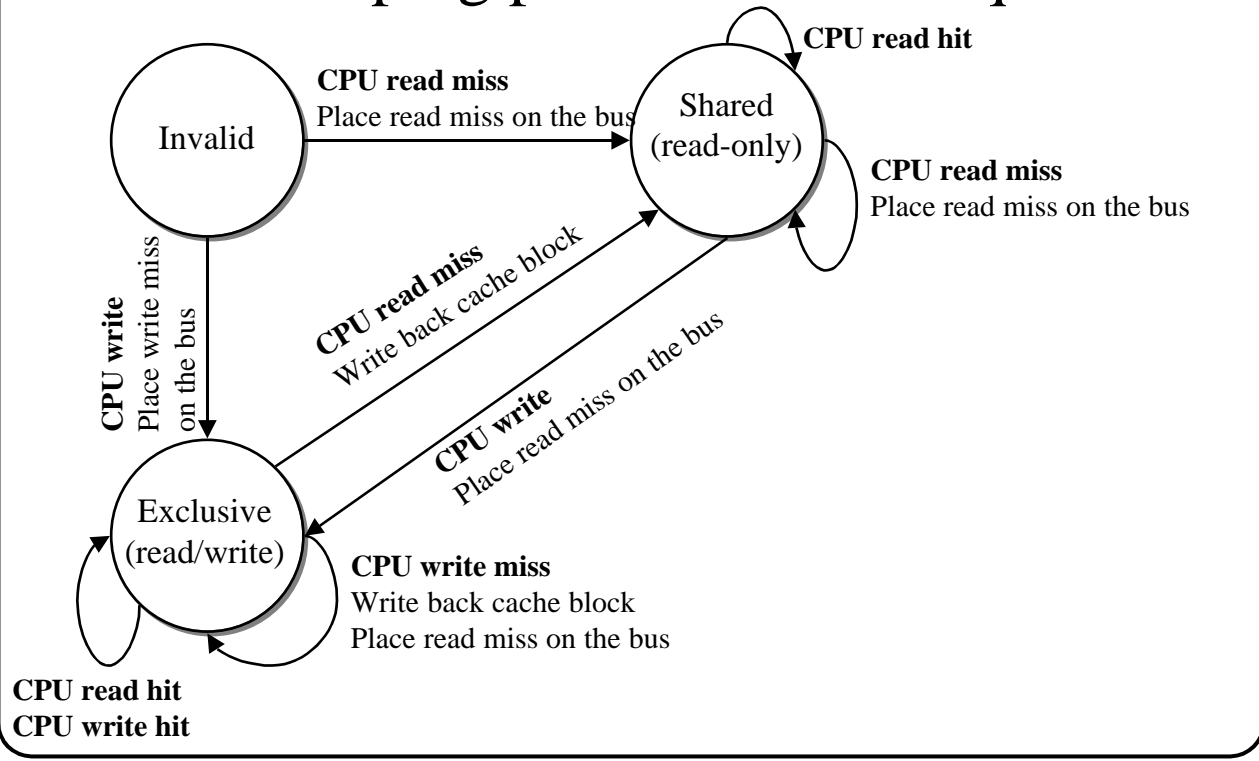 CPU read hit
CPU read miss
Place read miss on the bus
Invalid
Shared
(read-only)
CPU read miss
Place read miss on the bus
CPU write
Place write miss
on the bus
CPU read miss
Write back cache block
CPU write
Place read miss on the bus
Exclusive
(read/write)
CPU write miss
Write back cache block
Place read miss on the bus
CPU read hit
CPU write hit